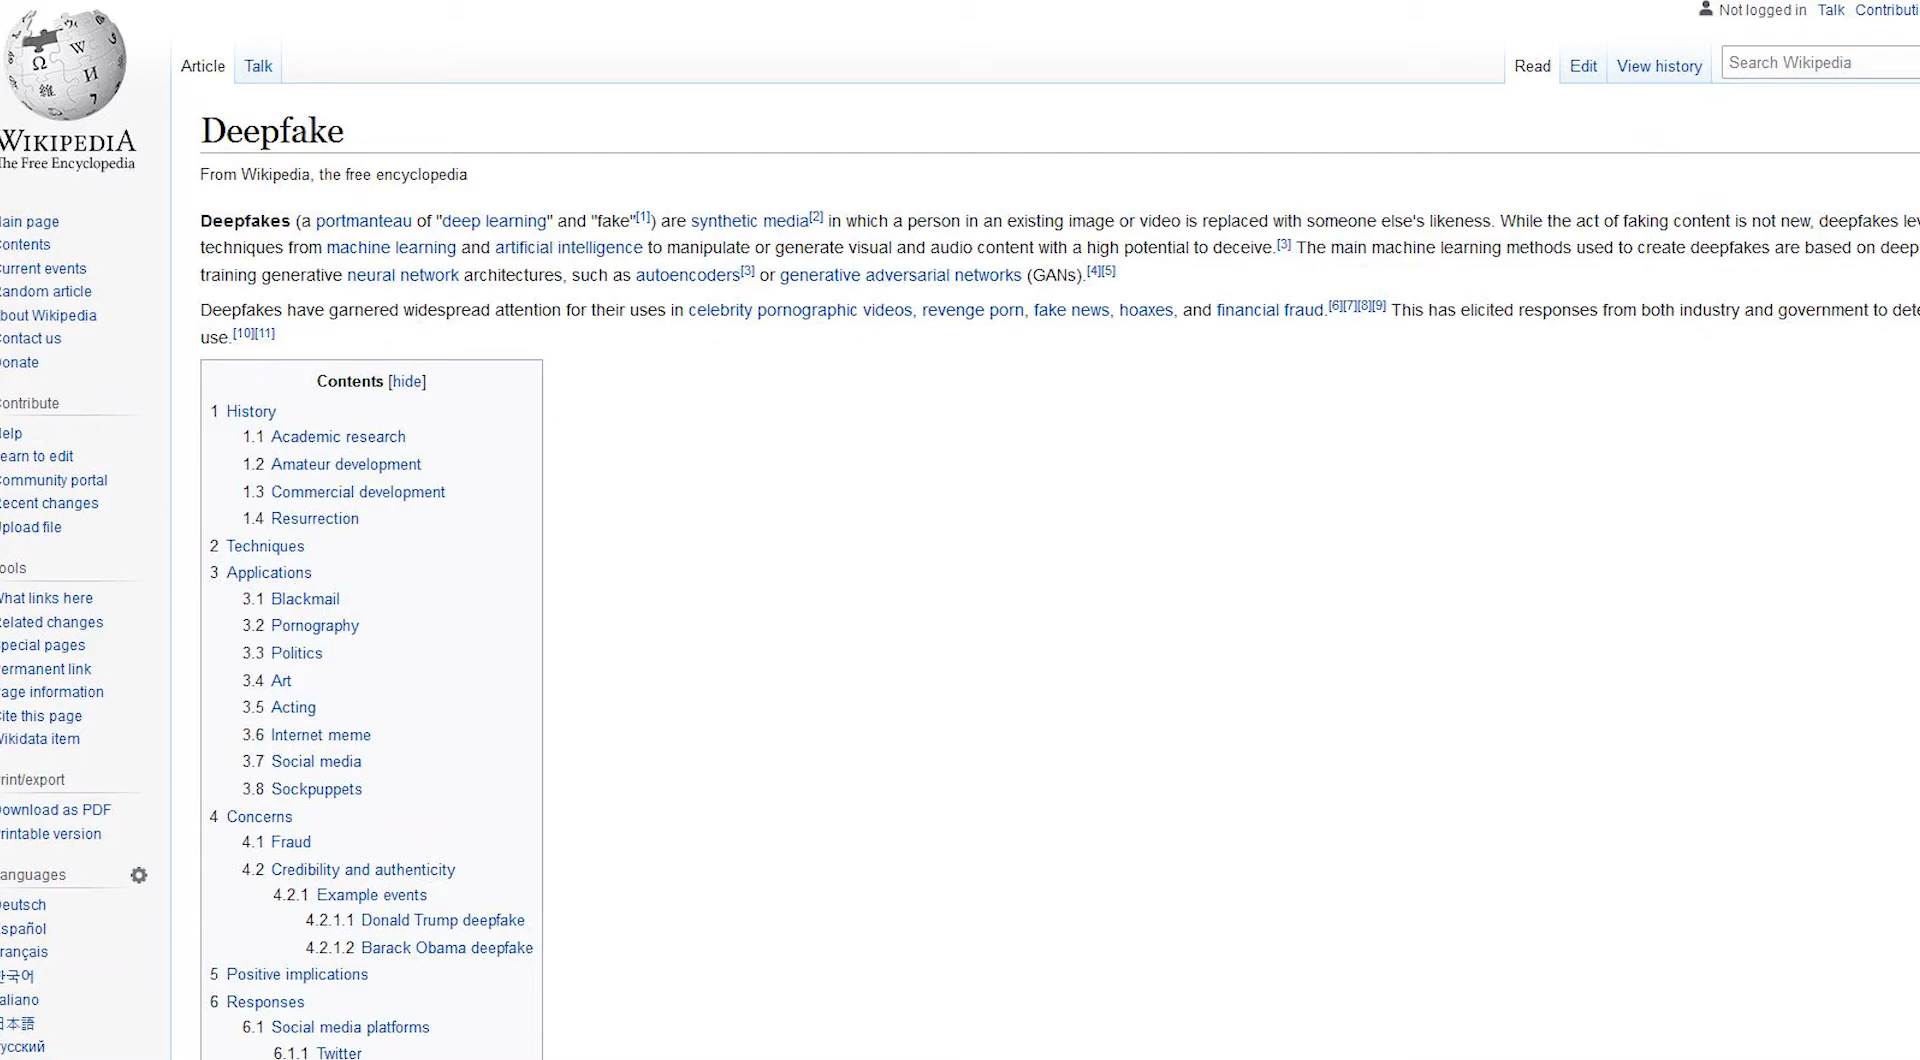 Not logged in Talk Contributi
Article Talk Read Edit View history Search Wikipedia
WIKIPEDIA
The Free Encyclopedia
Deepfake
From Wikipedia, the free encyclopedia
Deepfakes (a portmanteau of "deep learning" and "fake"[1]) are synthetic media[2] in which a person in an existing image or video is replaced with someone else's likeness. While the act of faking content is not new, deepfakes lev
techniques from machine learning and artificial intelligence to manipulate or generate visual and audio content with a high potential to deceive.[3] The main machine learning methods used to create deepfakes are based on deep
training generative neural network architectures, such as autoencoders[3] or generative adversarial networks (GANs).[4][5]
Deepfakes have garnered widespread attention for their uses in celebrity pornographic videos, revenge porn, fake news, hoaxes, and financial fraud.[6][7][8][9] This has elicited responses from both industry and government to dete
use.[10][11]
Contents [hide]
1 History
1.1 Academic research
1.2 Amateur development
1.3 Commercial development
1.4 Resurrection
2 Techniques
3 Applications
3.1 Blackmail
3.2 Pornography
3.3 Politics
3.4 Art
3.5 Acting
3.6 Internet meme
3.7 Social media
3.8 Sockpuppets
4 Concerns
4.1 Fraud
4.2 Credibility and authenticity
4.2.1 Example events
4.2.1.1 Donald Trump deepfake
4.2.1.2 Barack Obama deepfake
5 Positive implications
6 Responses
6.1 Social media platforms
6.1.1 Twitter
ain page
ontents
urrent events
andom article
bout Wikipedia
ontact us
onate
ontribute
elp
earn to edit
ommunity portal
ecent changes
pload file
ools
hat links here
elated changes
pecial pages
ermanent link
age information
ite this page
ikidata item
rint/export
ownload as PDF
rintable version
anguages
eutsch
spañol
rançais
한국어
aliano
日本語
усский